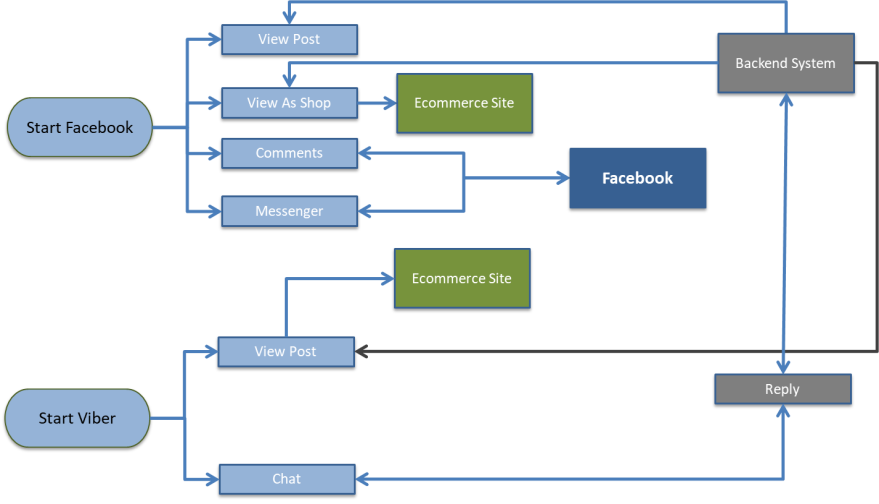 View Post
Backend System
View As Shop
Ecommerce Site
Start Facebook
Comments
Facebook
Messenger
Ecommerce Site
View Post
Reply
Start Viber
Chat